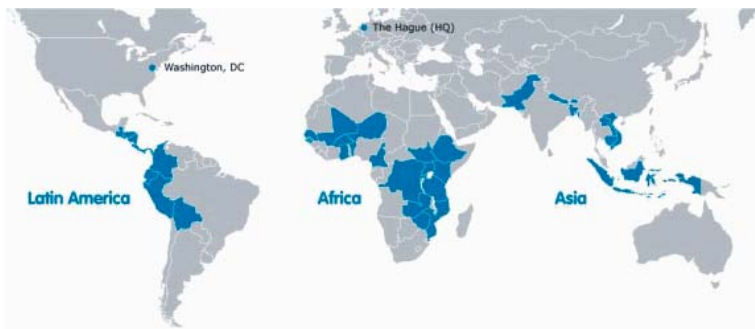 The Hague (HQ)
Washington, DC
Latin America
Africa
Asia